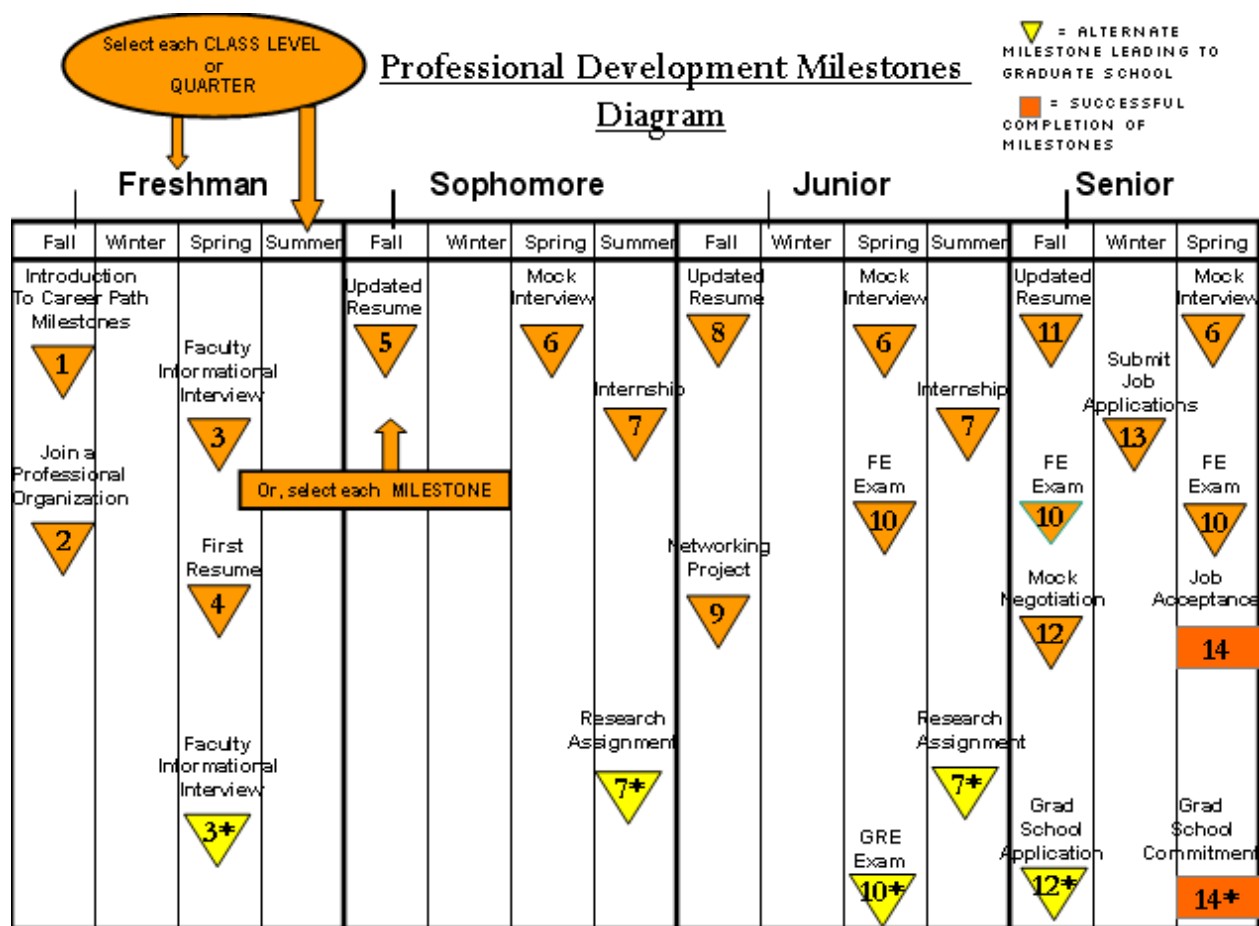 Select each CLASS LEVEL
or
QUARTER
Professional Development Milestones
Diagram
= ALTERNATE
MILESTONE LEADING TO
GRADUATE SCHOOL
= SUCCESSFUL
COMPLETION OF
MILESTONES
Freshman
Sophomore
Junior
Senior
Fall Winter Spring Summer Fall Winter Spring Summer Fall Winter Spring Summer Fall Winter Spring
Introduction
To Career Path
Milestones
1
Join a
Professional
Organization
2
Faculty
Informational
Interview
3
First
Resume
4
Faculty
Informational
Interview
3*
Updated
Resume
5
Or, select each MILESTONE
Mock
Interview
6
Internship
7
Research
Assignment
7*
Updated
Resume
8
Networking
Project
9
Mock
Interview
6
FE
Exam
10
GRE
Exam
10*
Internship
7
Research
Assignment
7*
Updated
Resume
11
FE
Exam
10
Mock
Negotiation
12
Grad
School
Application
12*
Submit
Job
Applications
13
Mock
Interview
6
FE
Exam
10
Job
Acceptance
14
Grad
School
Commitment
14*